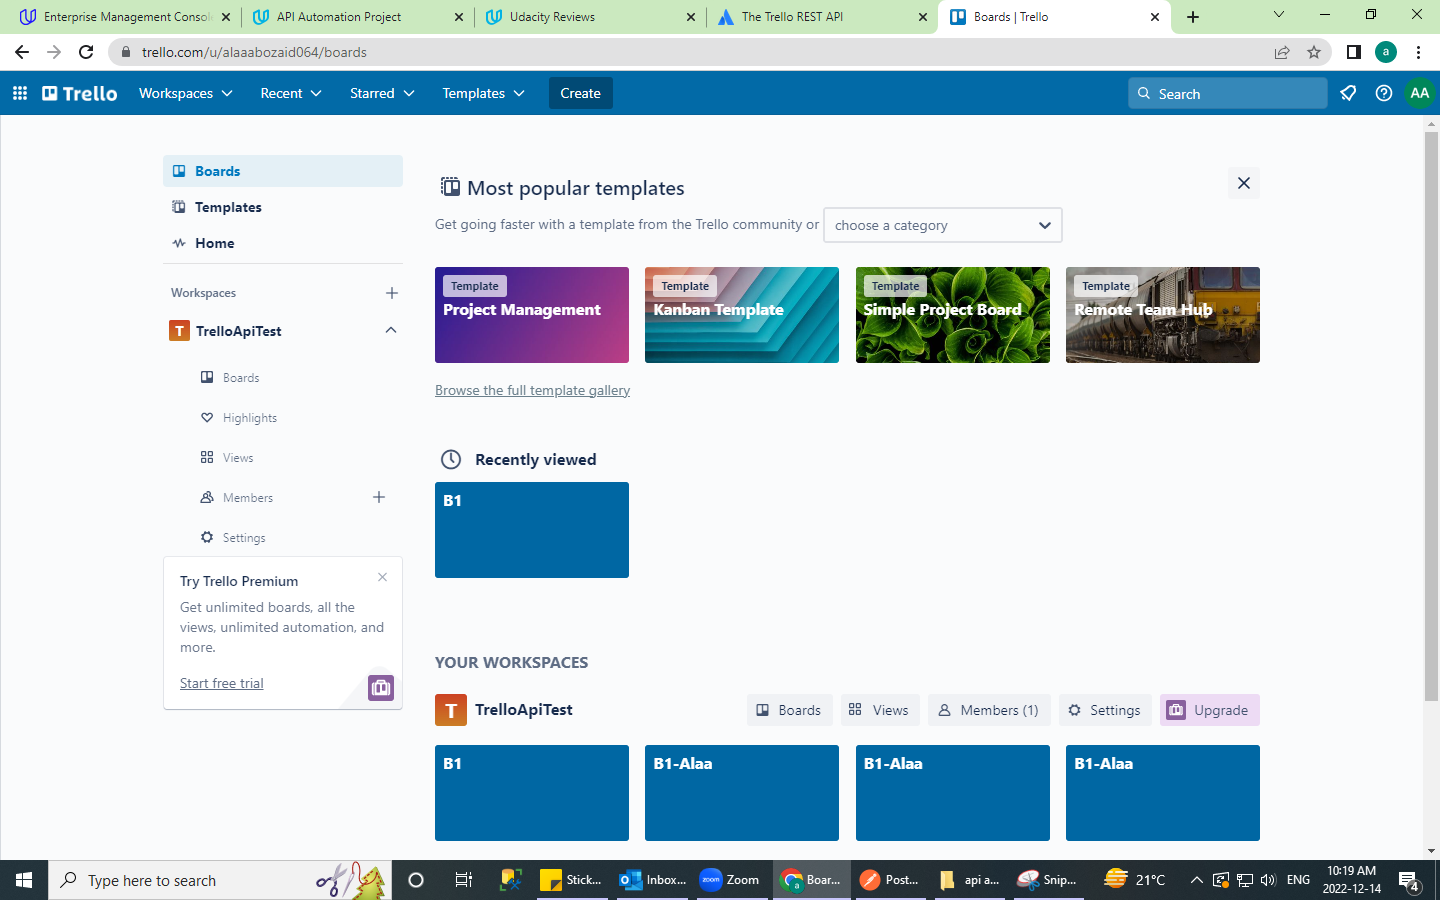 Enterprise Management Consol
API Automation Project
Udacity Reviews
The Trello REST API
Boards | Trello
trello.com/u/alaaabozaid064/boards
a
Trello
Workspaces
Recent
Starred
Templates
Create
Search
AA
Boards
Templates
Home
Workspaces
T TrelloApiTest
Boards
Highlights
Views
Members
Settings
Try Trello Premium
Get unlimited boards, all the
views, unlimited automation, and
more.
Start free trial
Most popular templates
Get going faster with a template from the Trello community or
choose a category
Template
Project Management
Template
Kanban Template
Template
Simple Project Board
Template
Remote Team Hub
Browse the full template gallery
Recently viewed
B1
YOUR WORKSPACES
T TrelloApiTest
Boards
Views
Members (1)
Settings
Upgrade
B1
B1-Alaa
B1-Alaa
B1-Alaa
Type here to search
Stick...
Inbox...
zoom
Zoom
a
Boar...
Post...
api a...
Snip...
21°C
ENG
10:19 AM
2022-12-14
4